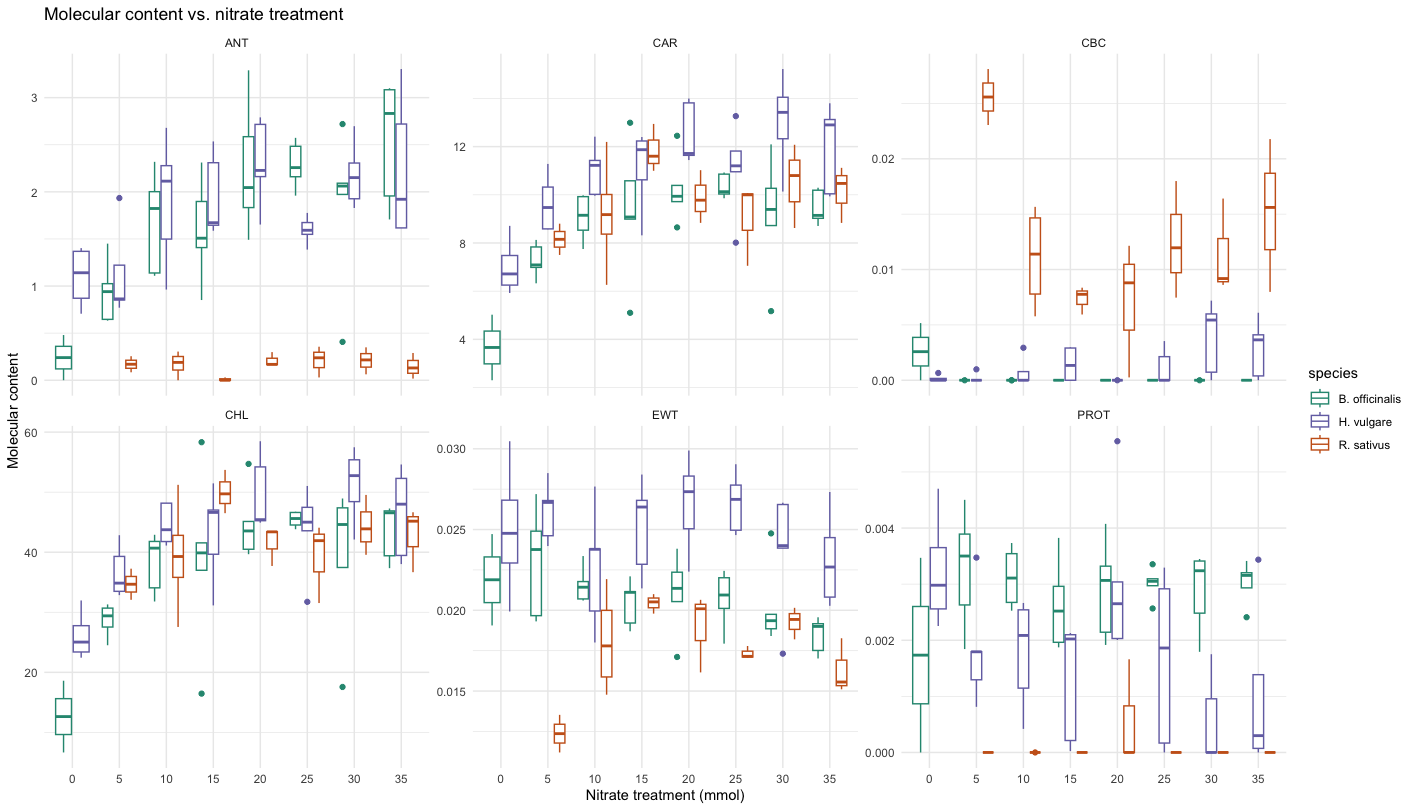 Molecular content vs. nitrate treatment
ANT
CAR
CBC
3
2
1
0
12
8
4
0.02
0.01
0.00
Molecular content
CHL
EWT
PROT
60
40
20
0.030
0.025
0.020
0.015
0.004
0.002
0.000
0 5 10 15 20 25 30 35
0 5 10 15 20 25 30 35
0 5 10 15 20 25 30 35
Nitrate treatment (mmol)
species
B. officinalis
H. vulgare
R. sativus